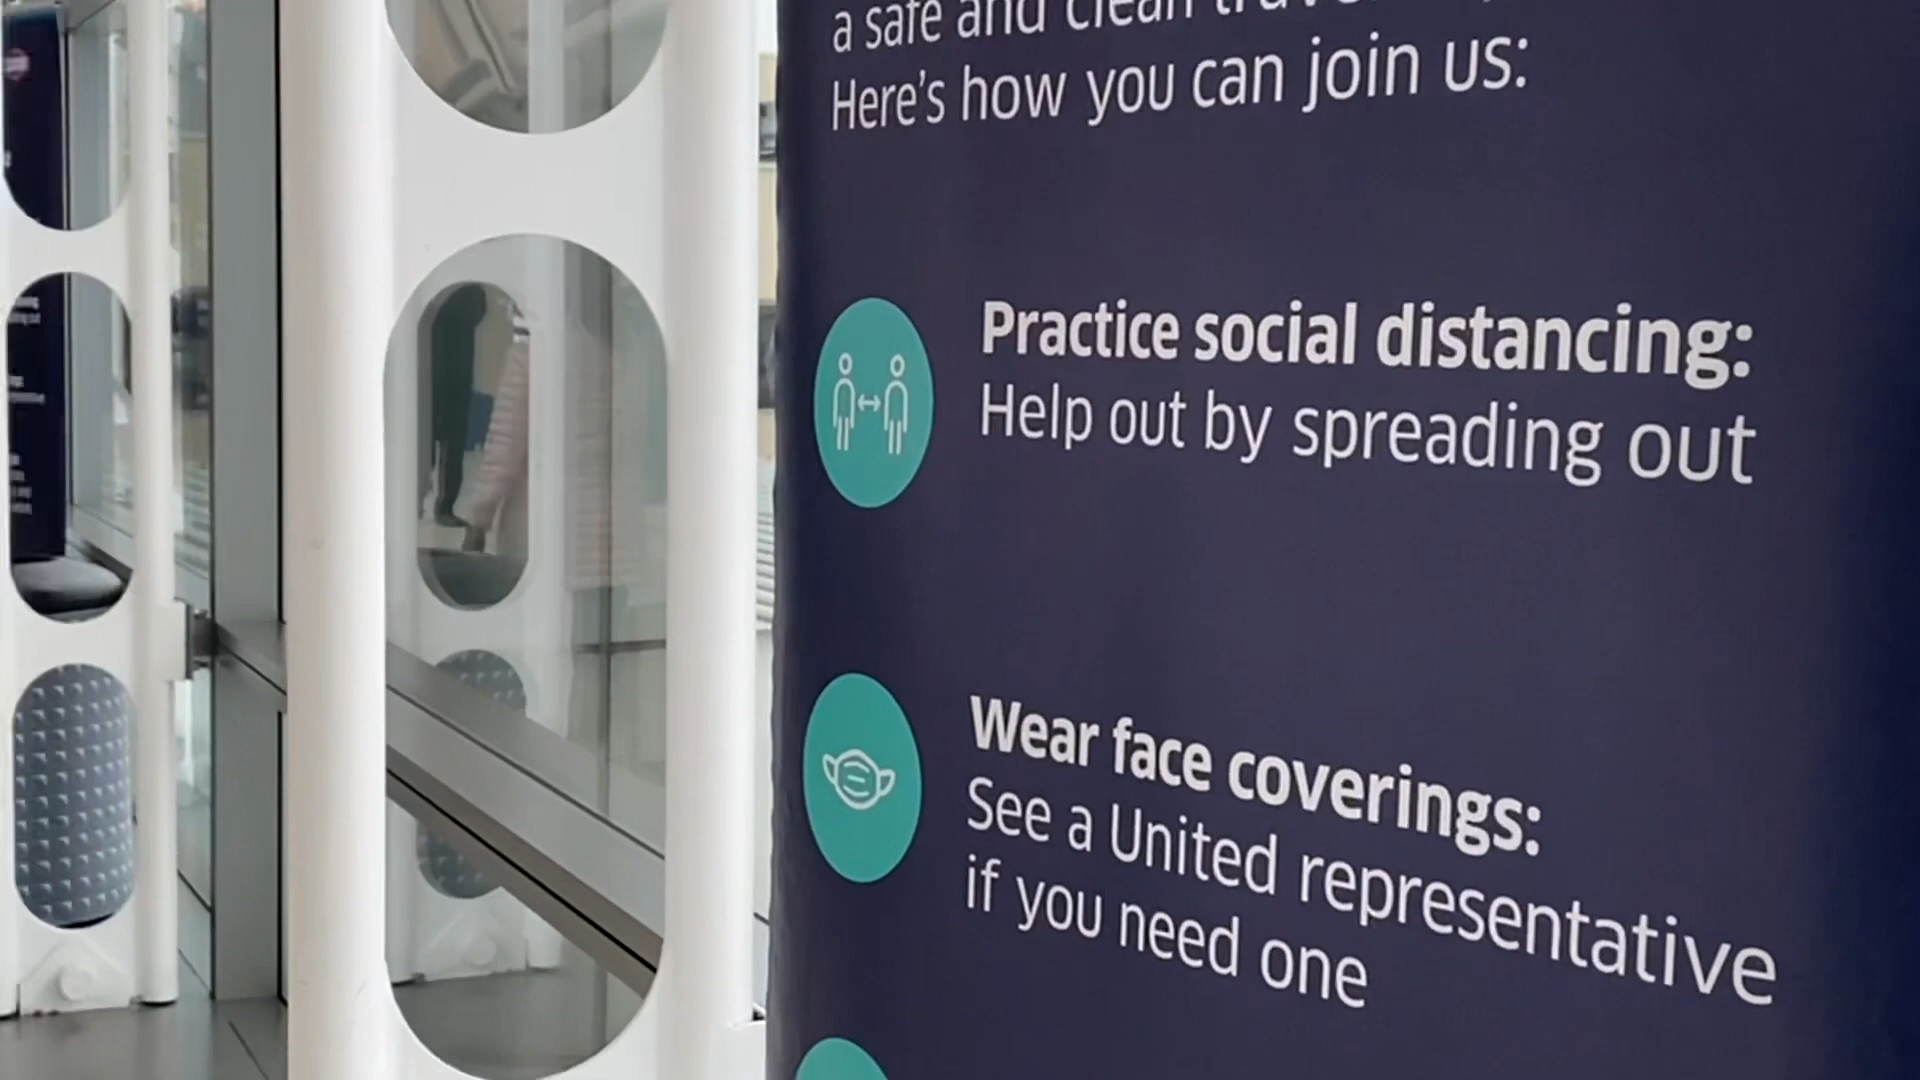 a safe and clean
Here's how you can join us:
Practice social distancing:
Help out by spreading out
Wear face coverings:
See a United representative
if you need one